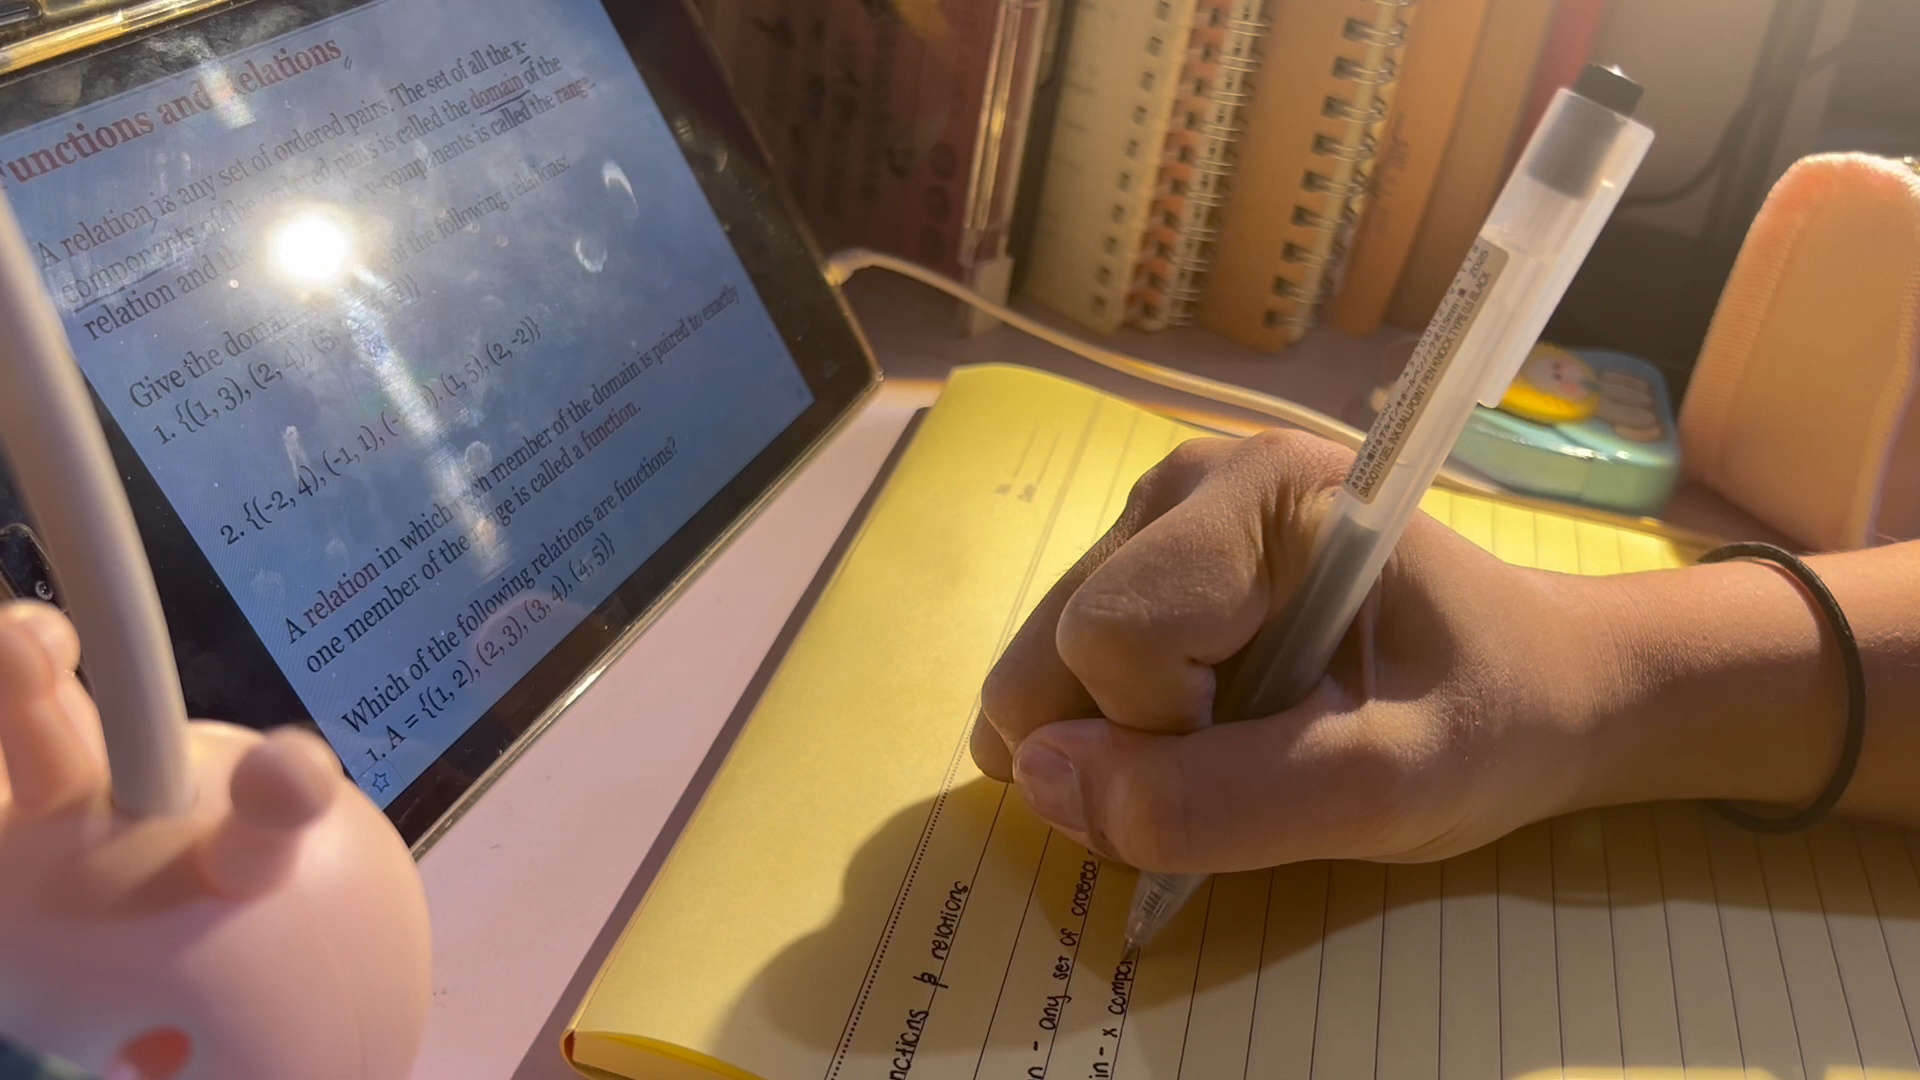 Functions and Relations
A relation is any set of ordered pairs. The set of all the x-
components of the ordered pairs is called the domain of the
relation and the y-components is called the range.
Give the domain of the following relations:
1. {(1, 3), (2, 4), (5,
2. {(-2, 4), (-1, 1), (1, 5), (2, -2)}
A relation in which each member of the domain is paired to exactly
one member of the range is called a function.
Which of the following relations are functions?
1. A = {(1, 2), (2, 3), (3, 4), (4, 5)}
nctions & relations
n - any set of ordered
in - x compo
SMOOTH GEL INK BALLPOINT PEN KNOCK TYPE 0.5 BLACK